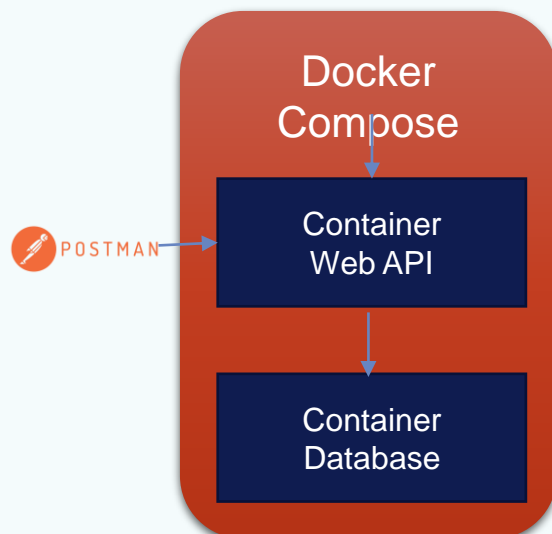 Docker
Compose
Container
Web API
POSTMAN
Container
Database